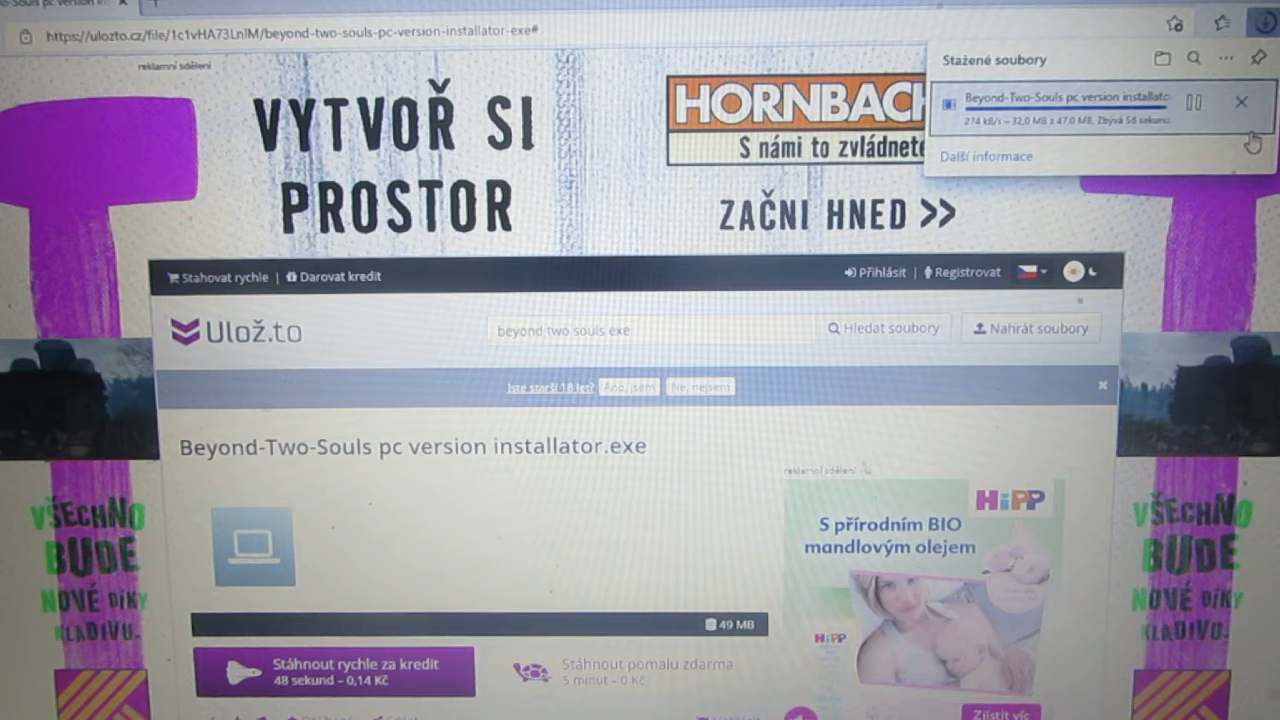 https://ulozto.cz/file/1c1vHA73LnIM/beyond-two-souls-pc-version-installator-exe#
reklamní sdělení
Stažené soubory
Beyond-Two-Souls pc version installato
274 kB/s – 32,0 MB z 47,0 MB, Zbývá 56 sekund
Další informace
VYTVOŘ SI
PROSTOR
HORNBACH
S námi to zvládnete
ZAČNI HNED >>
Stahovat rychle | Darovat kredit
Přihlásit | Registrovat
Ulož.to
beyond two souls exe
Hledat soubory
Nahrát soubory
Jste starší 18 let? Ano, jsem Ne, nejsem
Beyond-Two-Souls pc version installator.exe
reklamní sdělení
HiPP
S přírodním BIO
mandlovým olejem
HiPP
49 MB
Stáhnout rychle za kredit
48 sekund – 0,14 Kč
Stáhnout pomalu zdarma
5 minut – 0 Kč
Zjistit víc
VŠECHNO
BUDE
NOVÉ DÍKY
KLADIVU.
VŠECHNO
BUDE
NOVÉ DÍKY
KLADIVU.